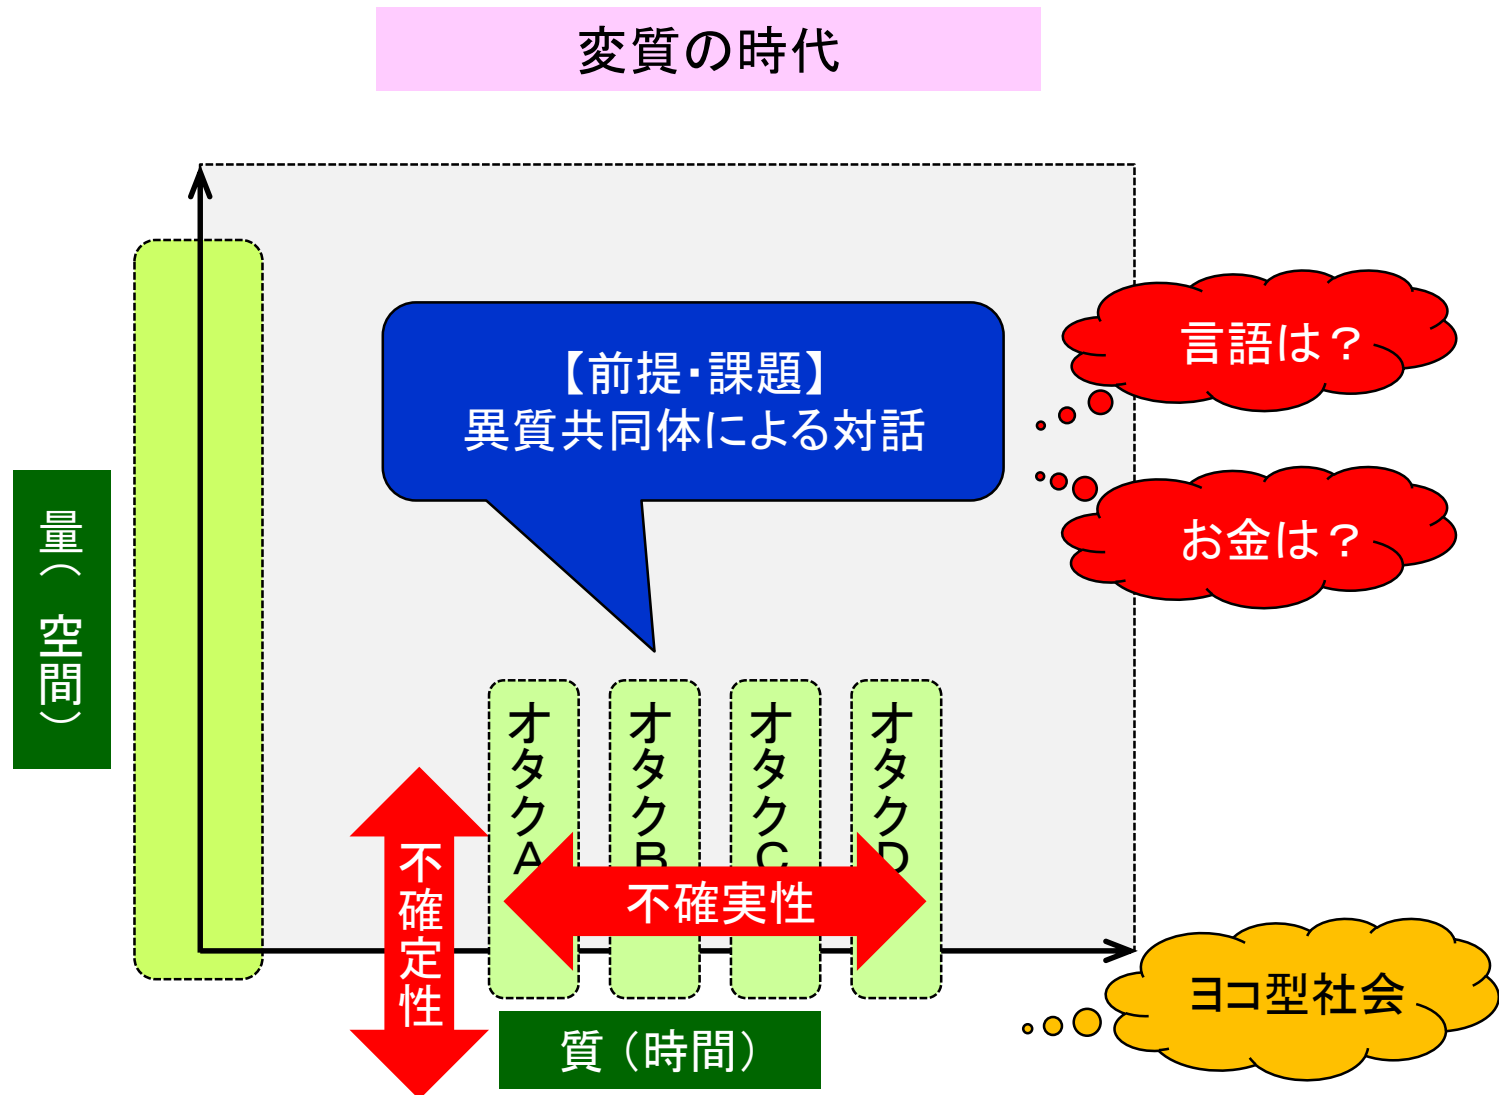 変質の時代
【前提・課題】
異質共同体による対話
言語は？
お金は？
量（空間）
オタクA
オタクB
オタクC
オタクD
不確定性
不確実性
質（時間）
ヨコ型社会